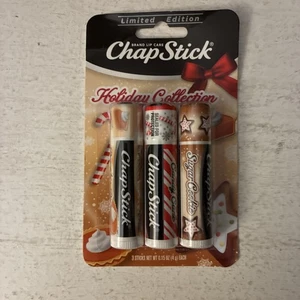 Limited Edition
BRAND LIP CARE
ChapStick
Holiday Collection
ChapStick
ChapStick
Sugar Cookie
3 STICKS NET WT 0.15 OZ (4 g) EACH